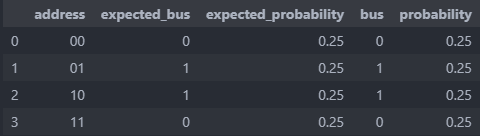 address expected_bus expected_probability bus probability
0 00 0 0.25 0 0.25
1 01 1 0.25 1 0.25
2 10 1 0.25 1 0.25
3 11 0 0.25 0 0.25